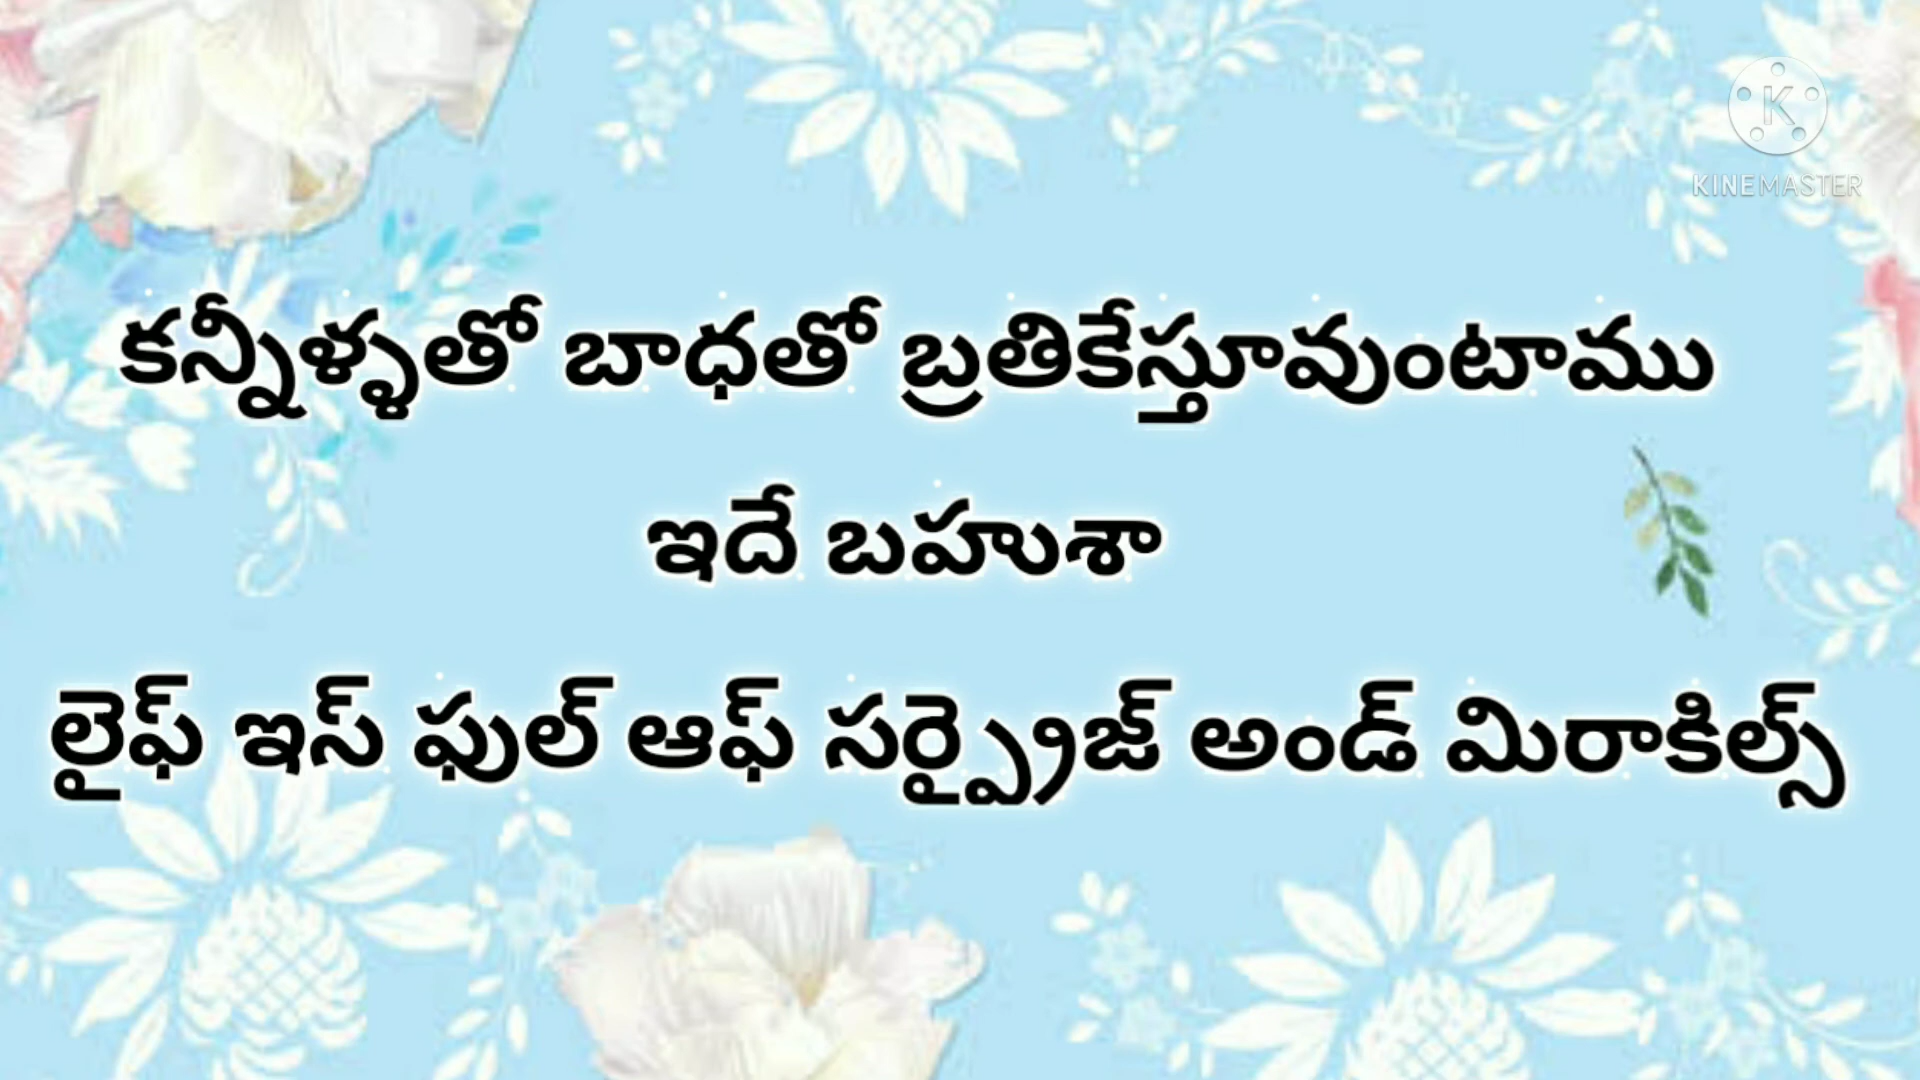 KINEMASTER
కన్నీళ్ళతో బాధతో బ్రతికేస్తూవుంటాము
ఇదే బహుశా
లైఫ్ ఇస్ ఫుల్ ఆఫ్ సర్ప్రైజ్ అండ్ మిరాకిల్స్